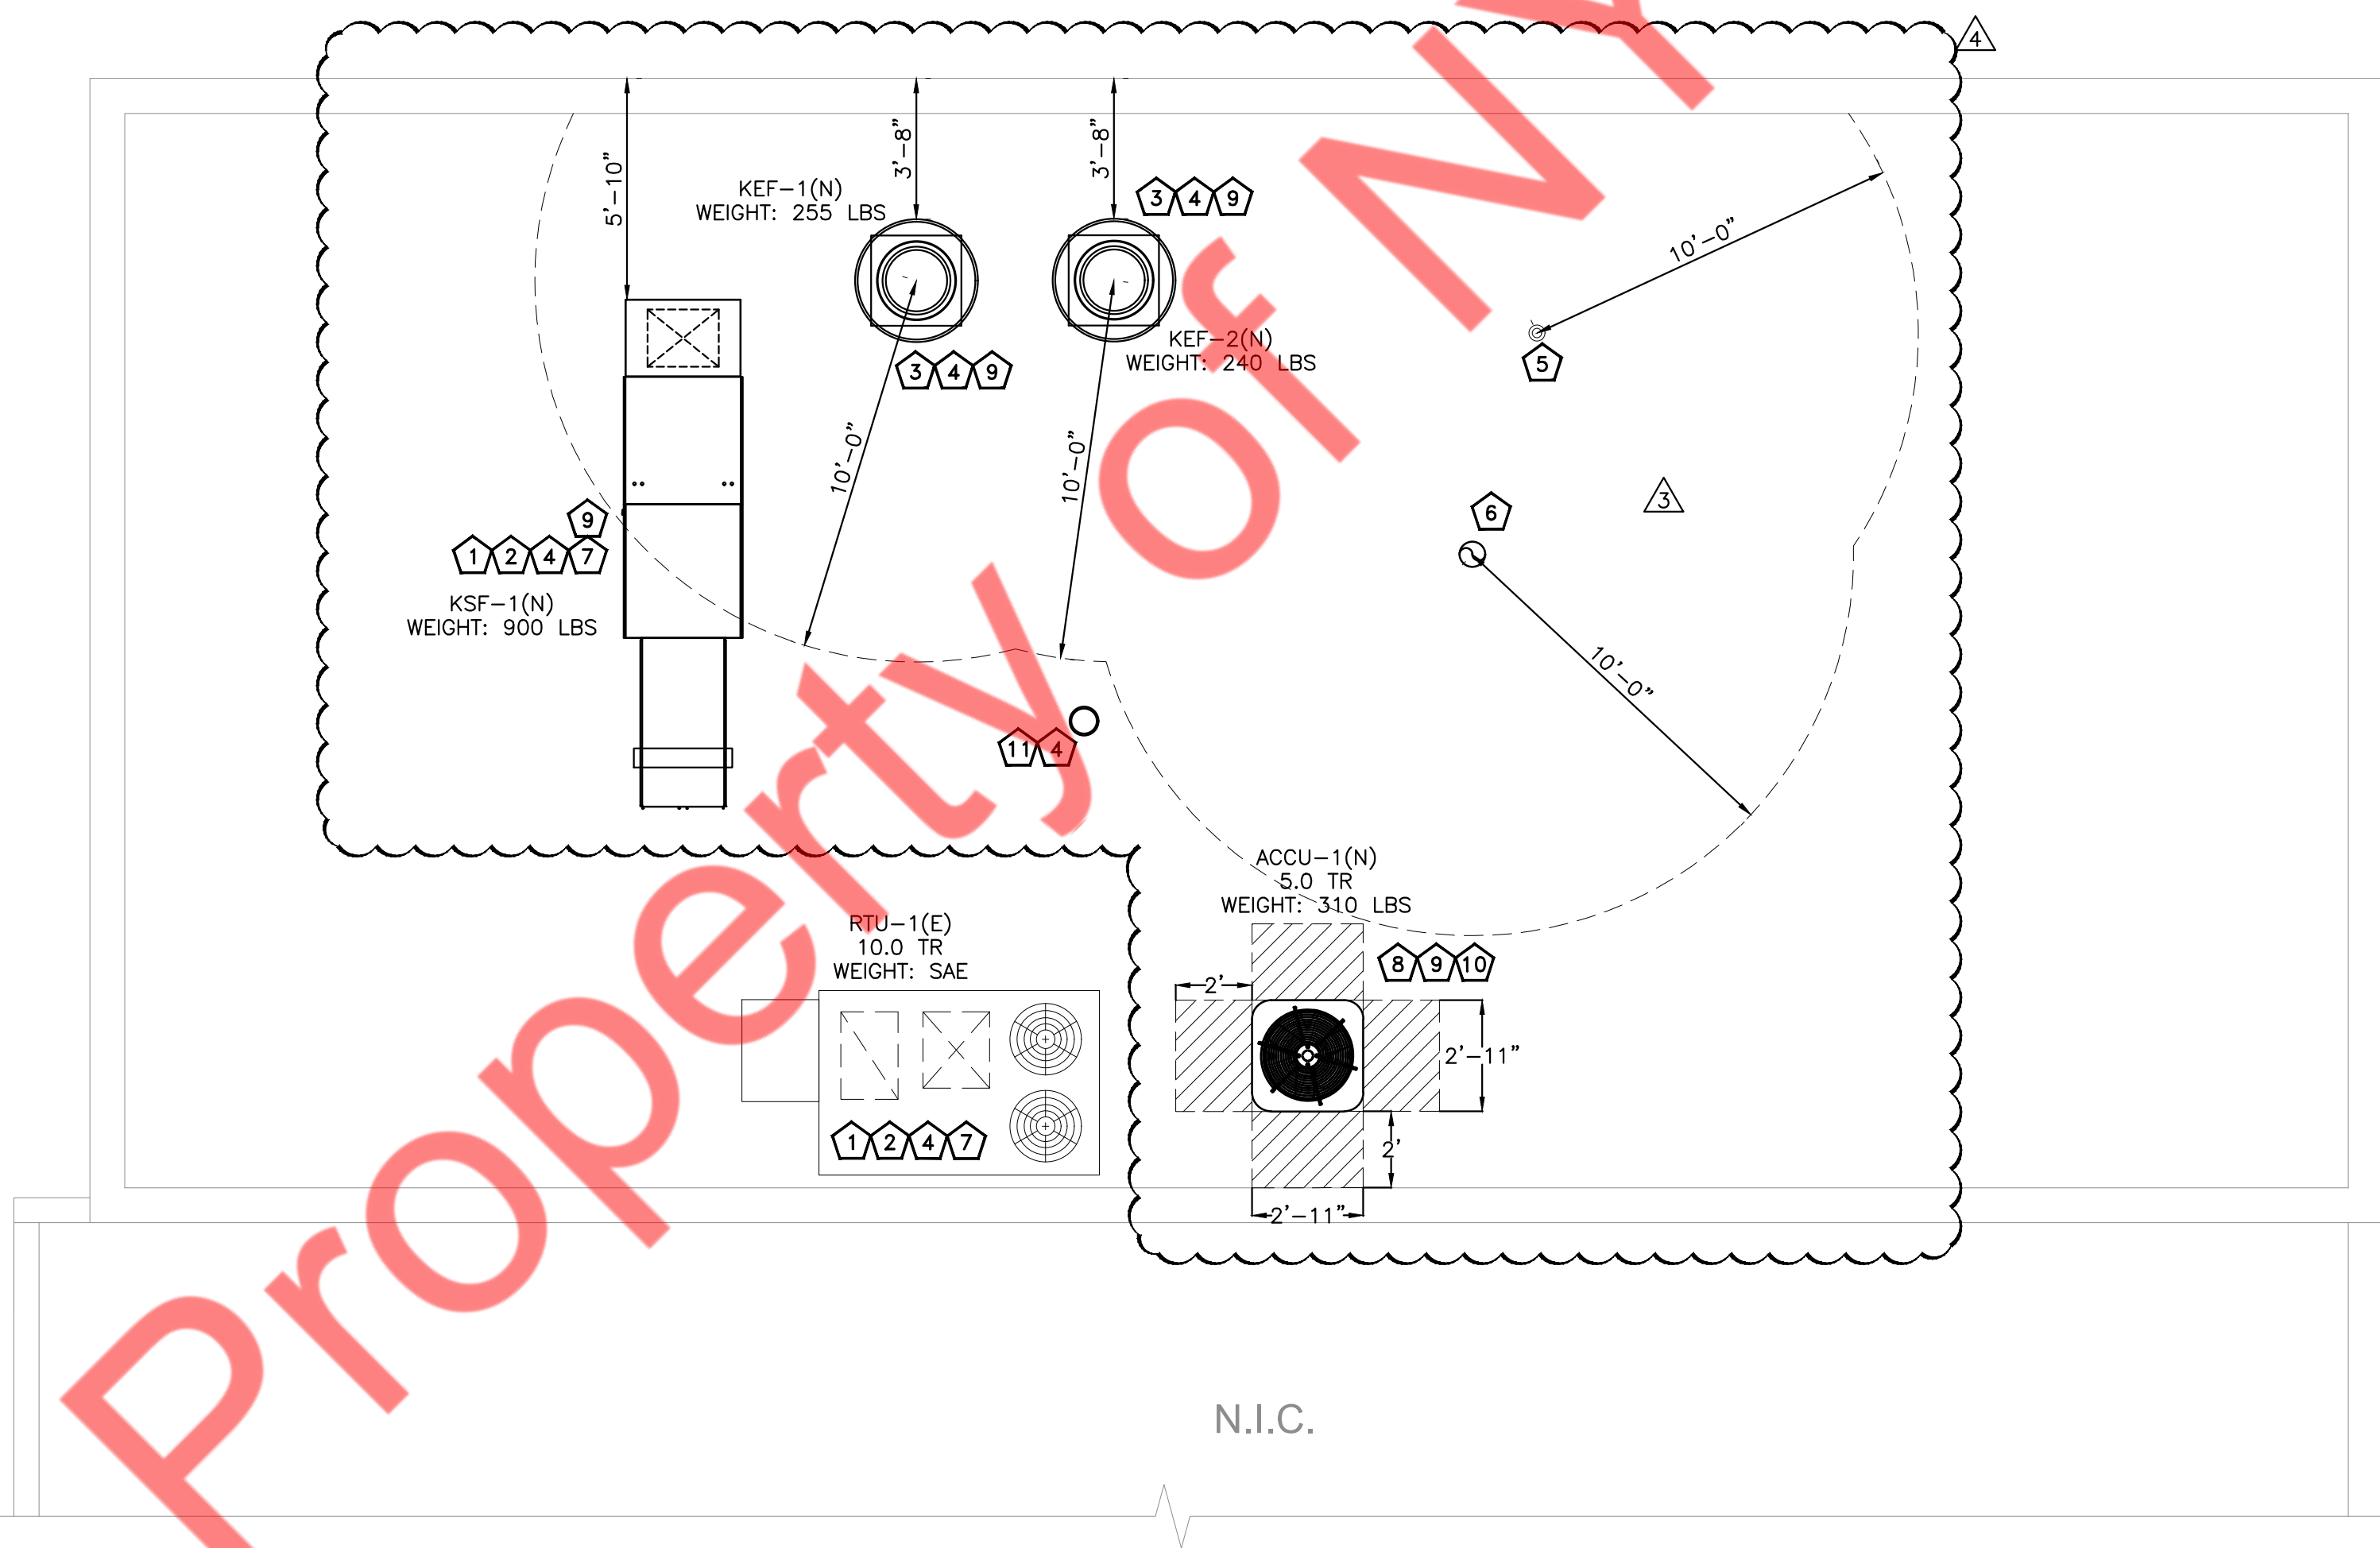 4
5'-10"
3'-8"
3'-8"
KEF-1(N)
WEIGHT: 255 LBS
3 4 9
10'-0"
KEF-2(N)
WEIGHT: 240 LBS
3 4 9
5
10'-0"
10'-0"
6
3
9
1 2 4 7
KSF-1(N)
WEIGHT: 900 LBS
10'-0"
11 4
ACCU-1(N)
5.0 TR
WEIGHT: 310 LBS
RTU-1(E)
10.0 TR
WEIGHT: SAE
8 9 10
2'
2'-11"
1 2 4 7
2'
2'-11"
N.I.C.
Property of NY